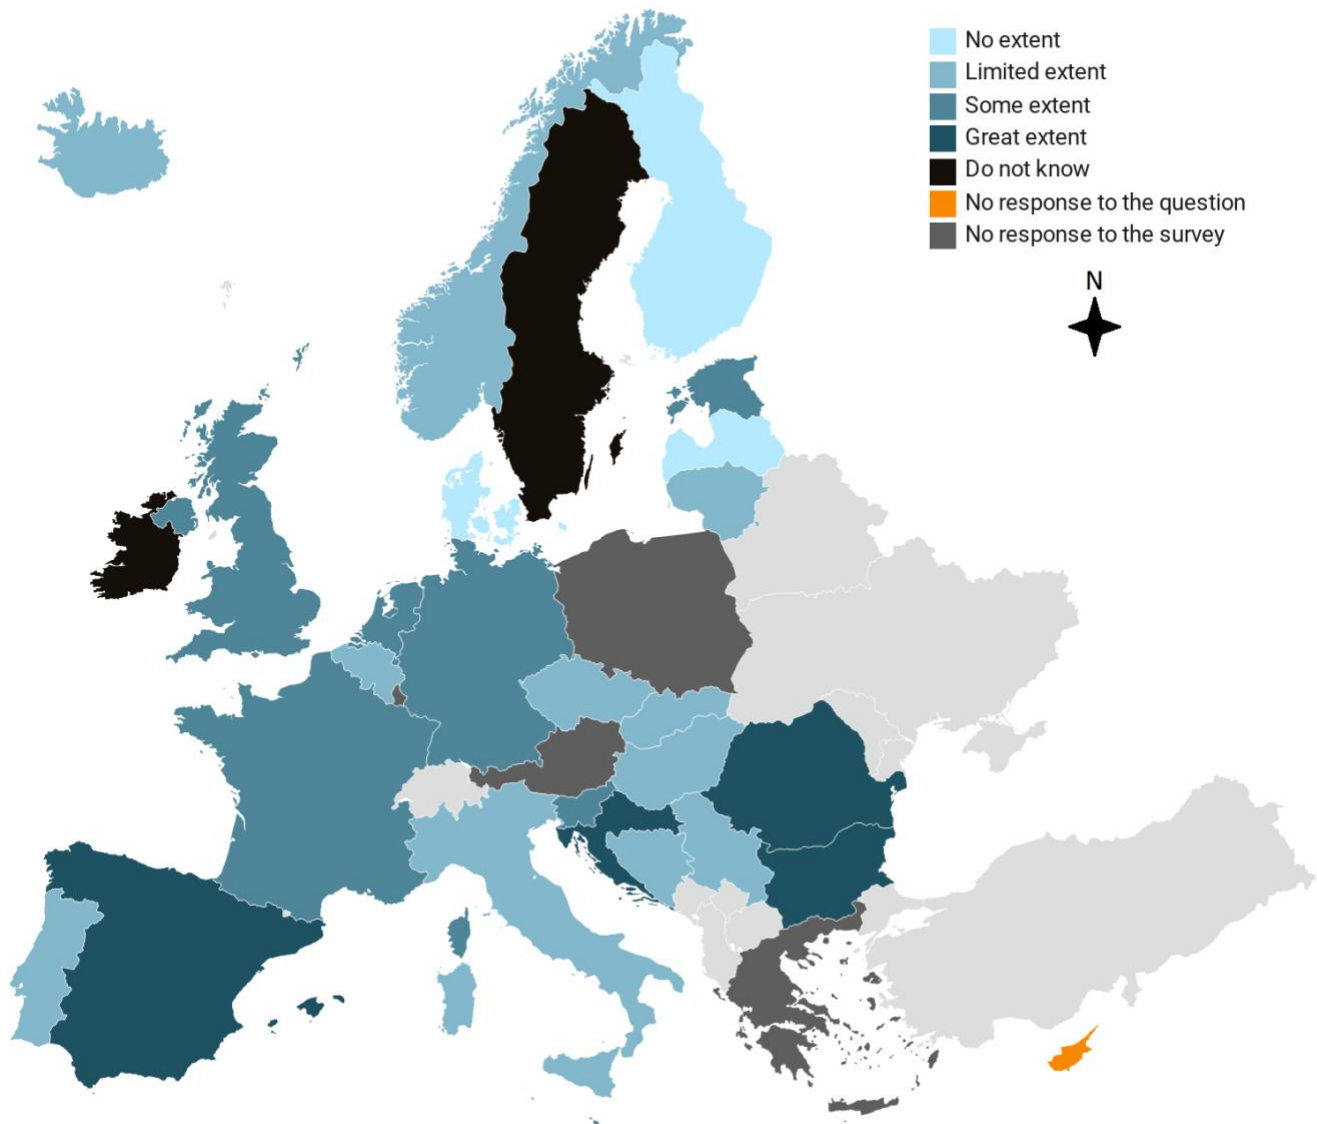 No extent
Limited extent
Some extent
Great extent
Do not know
No response to the question
No response to the survey
N